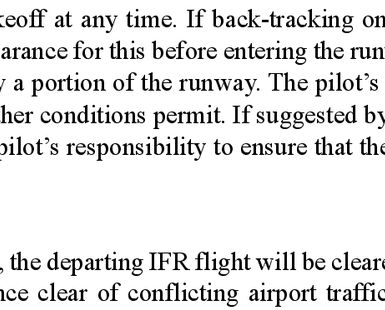 keoff at any time. If back-tracking on
arance for this before entering the run
y a portion of the runway. The pilot's
her conditions permit. If suggested by
pilot's responsibility to ensure that the
, the departing IFR flight will be cleare
nce clear of conflicting airport traffic